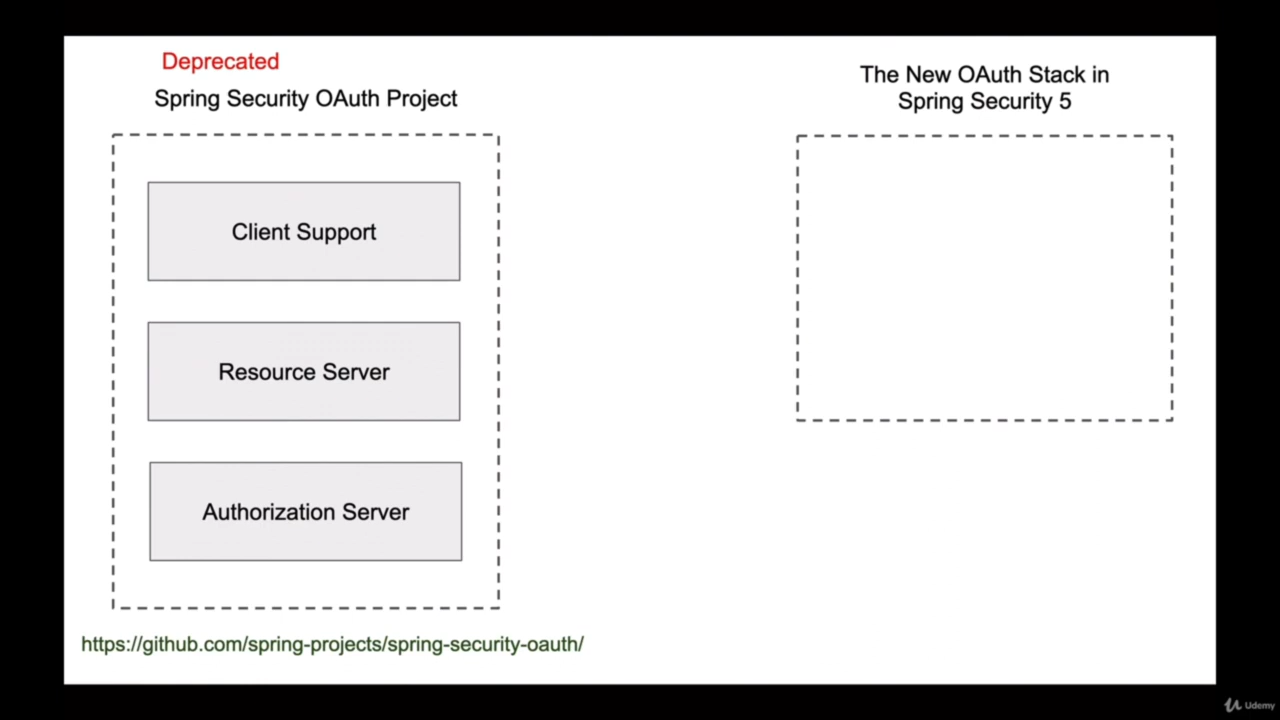 Deprecated
Spring Security OAuth Project
The New OAuth Stack in
Spring Security 5
Client Support
Resource Server
Authorization Server
https://github.com/spring-projects/spring-security-oauth/
Udemy